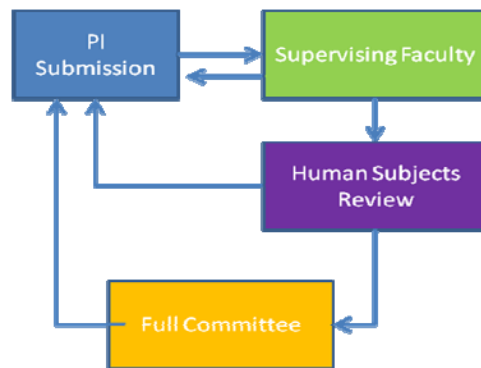 PI
Submission
Supervising Faculty
Human Subjects
Review
Full Committee